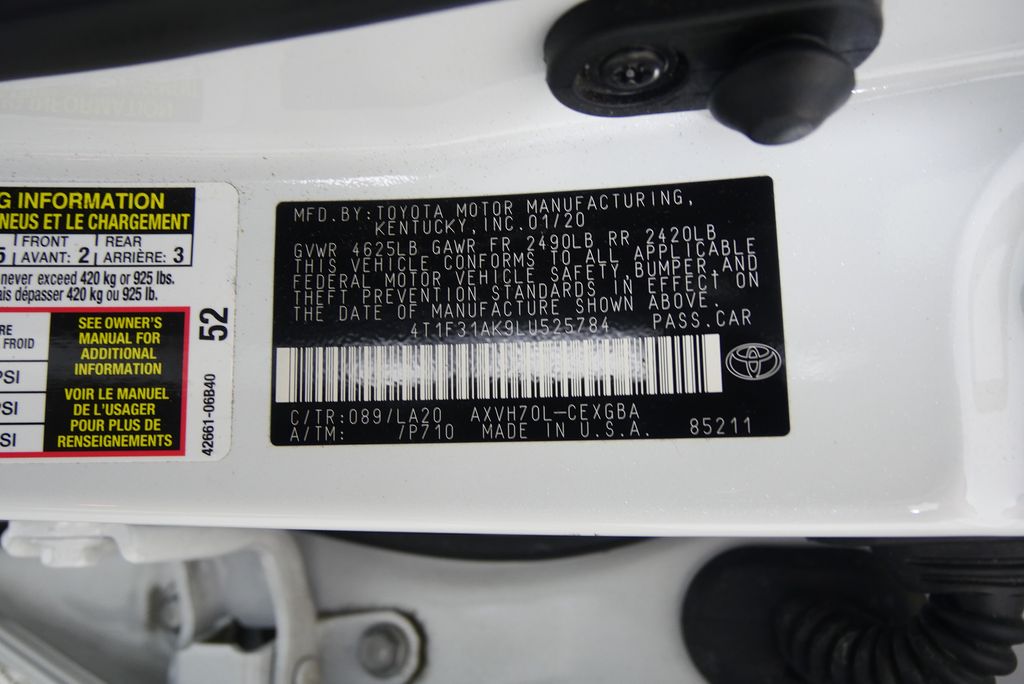 G INFORMATION
NEUS ET LE CHARGEMENT
5 FRONT AVANT: 2 REAR ARRIÈRE: 3
never exceed 420 kg or 925 lbs.
ais dépasser 420 kg ou 925 lb.
RE
FROID
PSI
PSI
SI
SEE OWNER'S
MANUAL FOR
ADDITIONAL
INFORMATION
VOIR LE MANUEL
DE L'USAGER
POUR PLUS DE
RENSEIGNEMENTS
52
42661-06B40
MFD.BY:TOYOTA MOTOR MANUFACTURING,
KENTUCKY,INC.01/20
GVWR 4625LB GAWR FR 2490LB RR 2420LB
THIS VEHICLE CONFORMS TO ALL APPLICABLE
FEDERAL MOTOR VEHICLE SAFETY,BUMPER,AND
THEFT PREVENTION STANDARDS IN EFFECT ON
THE DATE OF MANUFACTURE SHOWN ABOVE.
4T1F31AK9LU525784 PASS.CAR
C/TR:089/LA20 AXVH70L-CEXGBA
A/TM: /P710 MADE IN U.S.A. 85211